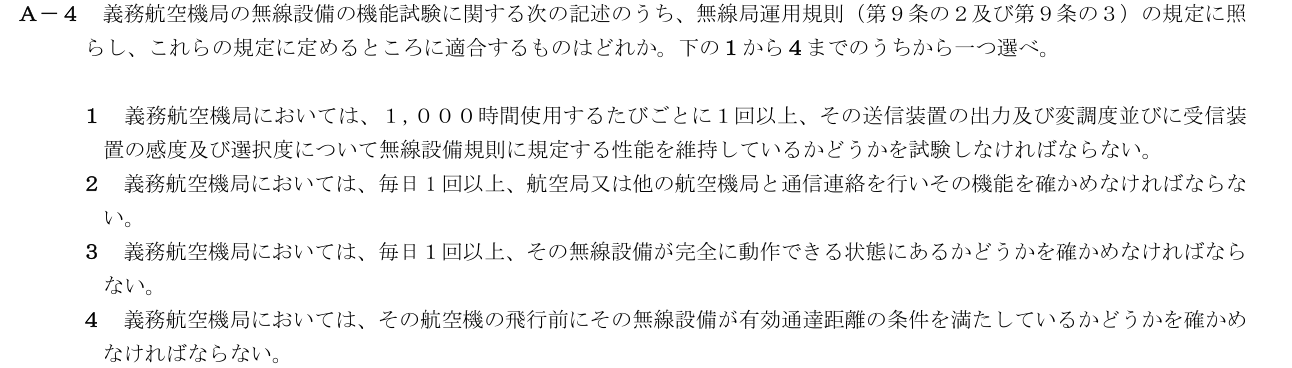 A－4 義務航空機局の無線設備の機能試験に関する次の記述のうち、無線局運用規則（第９条の２及び第９条の３）の規定に照
らし、これらの規定に定めるところに適合するものはどれか。下の1から4までのうちから一つ選べ。
1 義務航空機局においては、１,０００時間使用するたびごとに１回以上、その送信装置の出力及び変調度並びに受信装
置の感度及び選択度について無線設備規則に規定する性能を維持しているかどうかを試験しなければならない。
2 義務航空機局においては、毎日１回以上、航空局又は他の航空機局と通信連絡を行いその機能を確かめなければならな
い。
3 義務航空機局においては、毎日１回以上、その無線設備が完全に動作できる状態にあるかどうかを確かめなければなら
ない。
4 義務航空機局においては、その航空機の飛行前にその無線設備が有効通達距離の条件を満たしているかどうかを確かめ
なければならない。